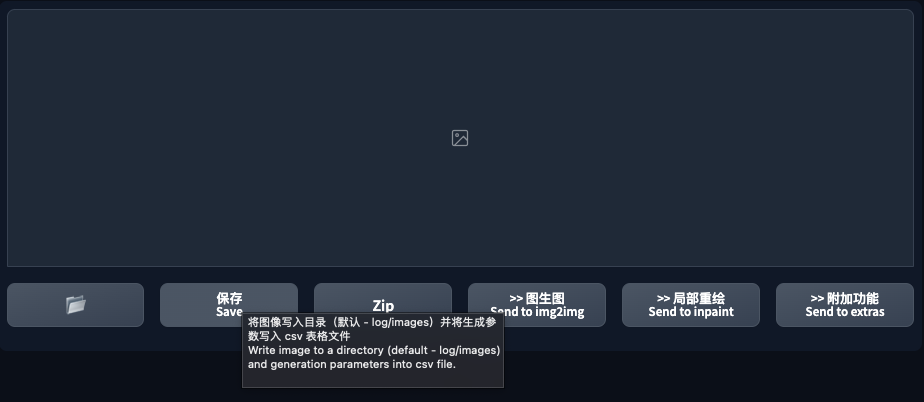 保存
Save
Zip
>> 图生图
Send to img2img
>> 局部重绘
Send to inpaint
>> 附加功能
Send to extras
将图像写入目录（默认 - log/images）并将生成参
数写入 csv 表格文件
Write image to a directory (default - log/images)
and generation parameters into csv file.